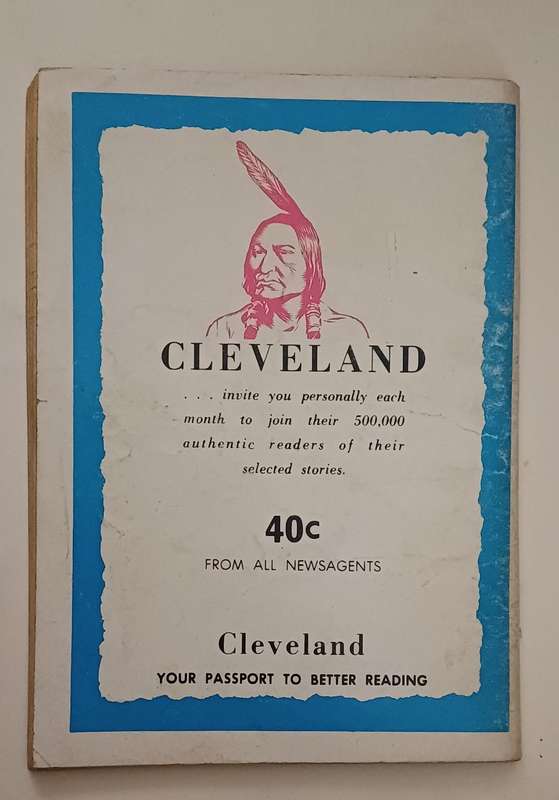 CLEVELAND
. . . invite you personally each
month to join their 500,000
authentic readers of their
selected stories.
40c
FROM ALL NEWSAGENTS
Cleveland
YOUR PASSPORT TO BETTER READING